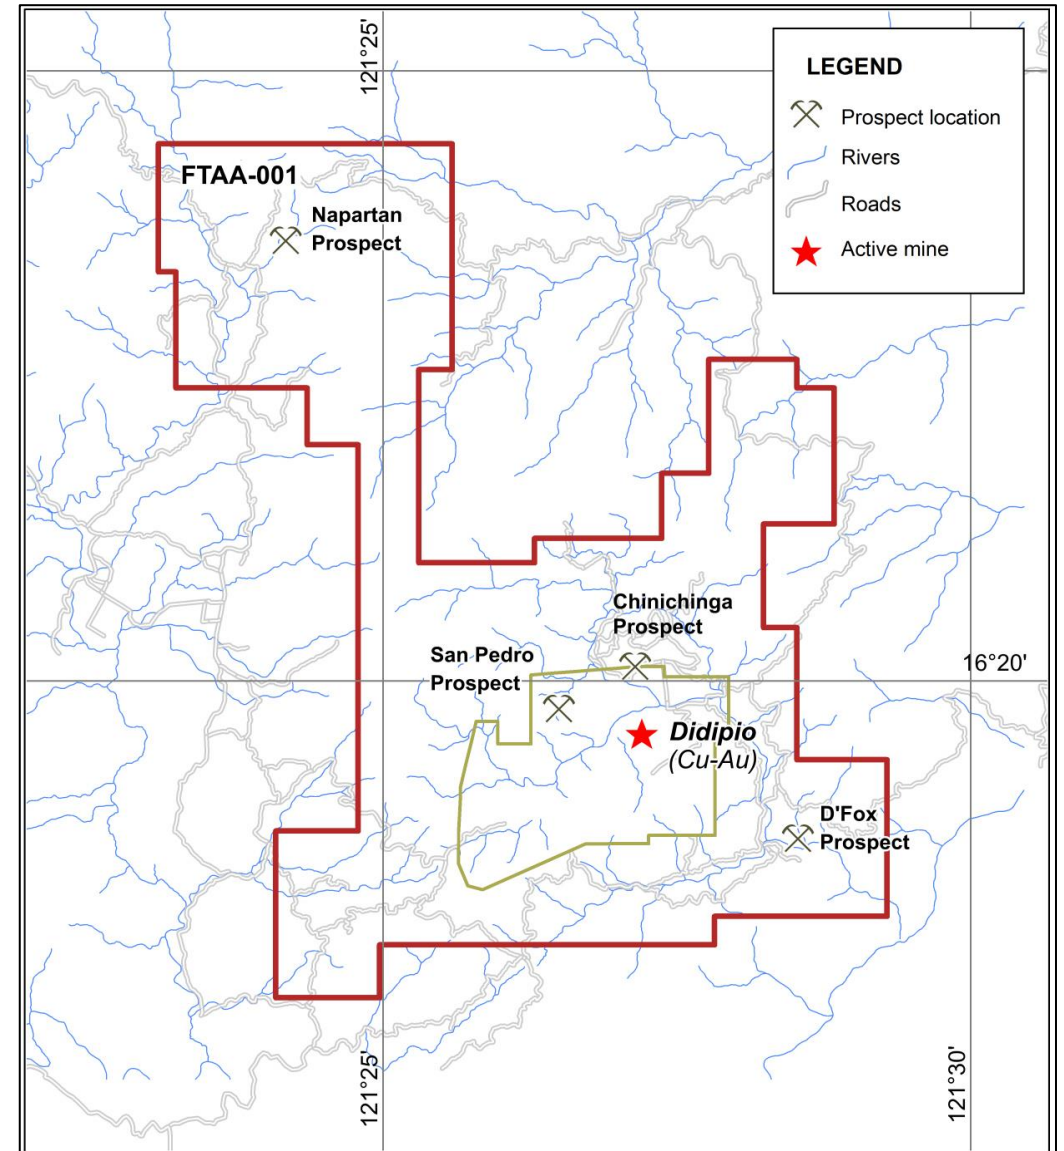 121°25'
LEGEND
Prospect location
Rivers
Roads
Active mine
FTAA-001
Napartan
Prospect
Chinichinga
Prospect
San Pedro
Prospect
16°20'
Didipio
(Cu-Au)
D'Fox
Prospect
121°25'
121°30'